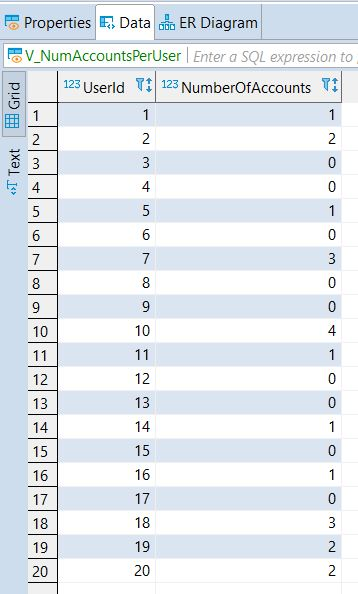 Properties Data ER Diagram
V_NumAccountsPerUser Enter a SQL expression to
Grid
Text
123 UserId 123 NumberOfAccounts
1 1 1
2 2 2
3 3 0
4 4 0
5 5 1
6 6 0
7 7 3
8 8 0
9 9 0
10 10 4
11 11 1
12 12 0
13 13 0
14 14 1
15 15 0
16 16 1
17 17 0
18 18 3
19 19 2
20 20 2